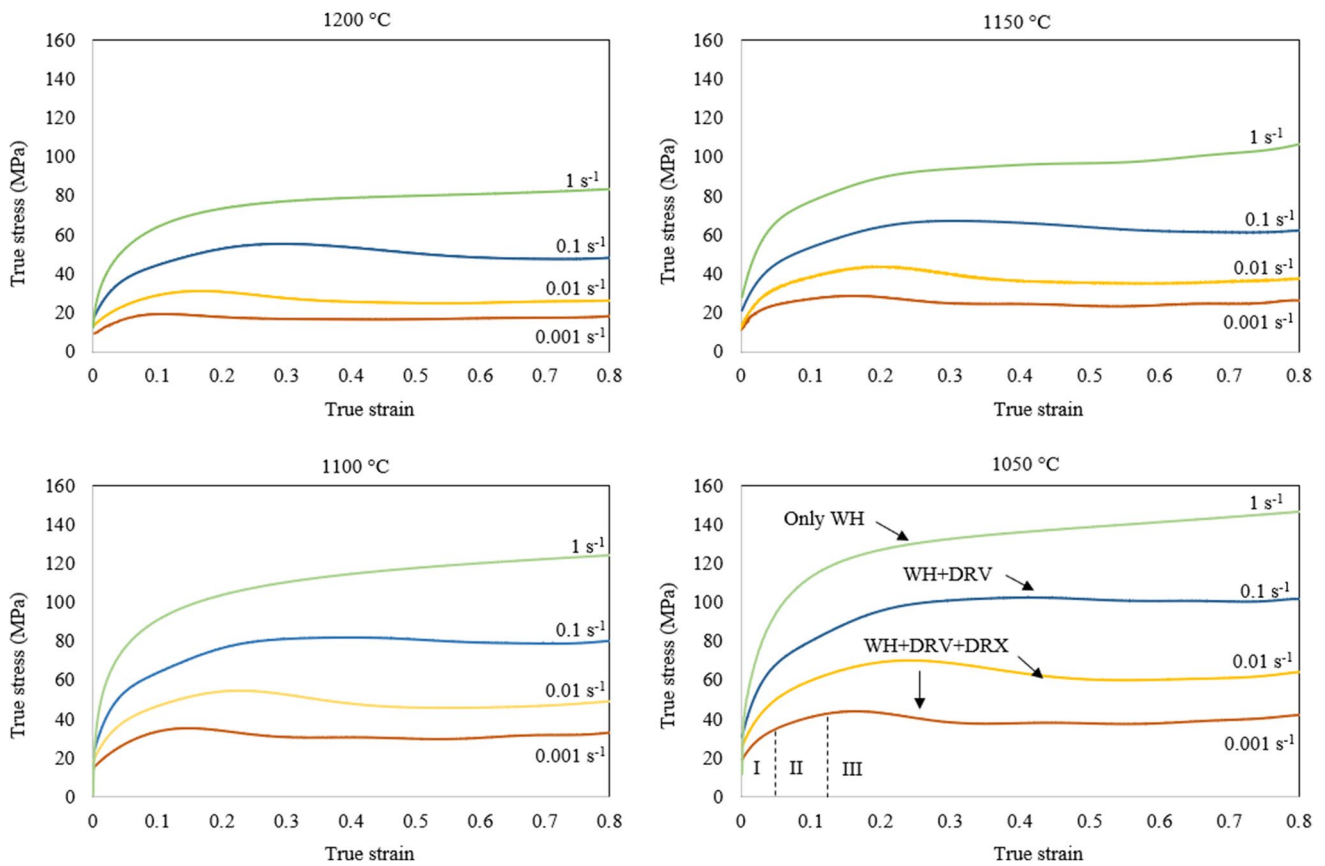 1200 °C
160
140
120
100
80
60
40
20
0
True stress (MPa)
1 s⁻¹
0.1 s⁻¹
0.01 s⁻¹
0.001 s⁻¹
0 0.1 0.2 0.3 0.4 0.5 0.6 0.7 0.8
True strain
1150 °C
160
140
120
100
80
60
40
20
0
True stress (MPa)
1 s⁻¹
0.1 s⁻¹
0.01 s⁻¹
0.001 s⁻¹
0 0.1 0.2 0.3 0.4 0.5 0.6 0.7 0.8
True strain
1100 °C
160
140
120
100
80
60
40
20
0
True stress (MPa)
1 s⁻¹
0.1 s⁻¹
0.01 s⁻¹
0.001 s⁻¹
0 0.1 0.2 0.3 0.4 0.5 0.6 0.7 0.8
True strain
1050 °C
160
140
120
100
80
60
40
20
0
True stress (MPa)
1 s⁻¹
Only WH
WH+DRV
0.1 s⁻¹
WH+DRV+DRX
0.01 s⁻¹
0.001 s⁻¹
I II III
0 0.1 0.2 0.3 0.4 0.5 0.6 0.7 0.8
True strain